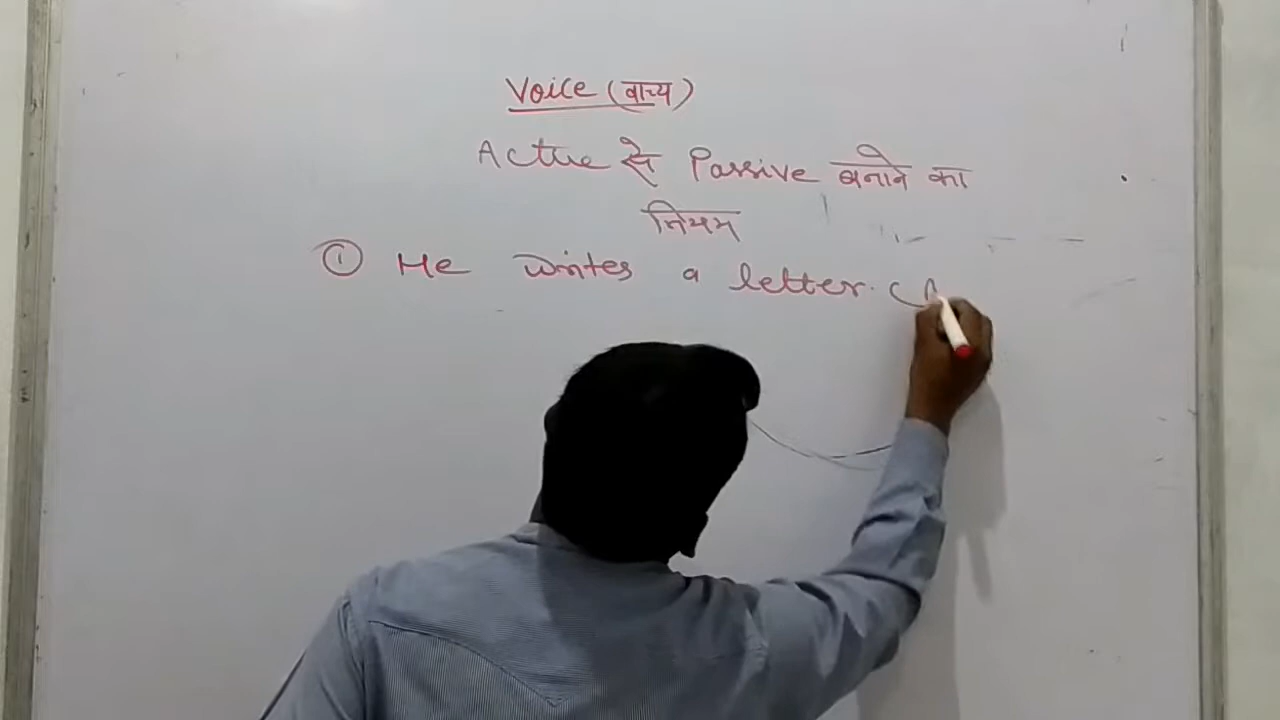 Voice (वाच्य)
Active से Passive बनाने का
नियम
① He writes a letter. (